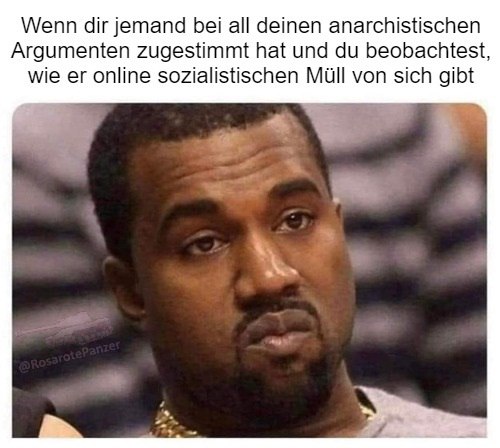 Wenn dir jemand bei all deinen anarchistischen
Argumenten zugestimmt hat und du beobachtest,
wie er online sozialistischen Müll von sich gibt
@RosarotePanzer